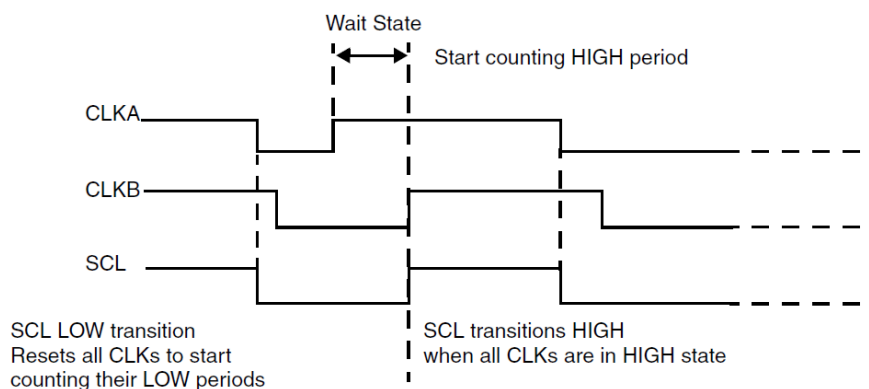 Wait State
Start counting HIGH period
CLKA
CLKB
SCL
SCL LOW transition
Resets all CLKs to start
counting their LOW periods
SCL transitions HIGH
when all CLKs are in HIGH state